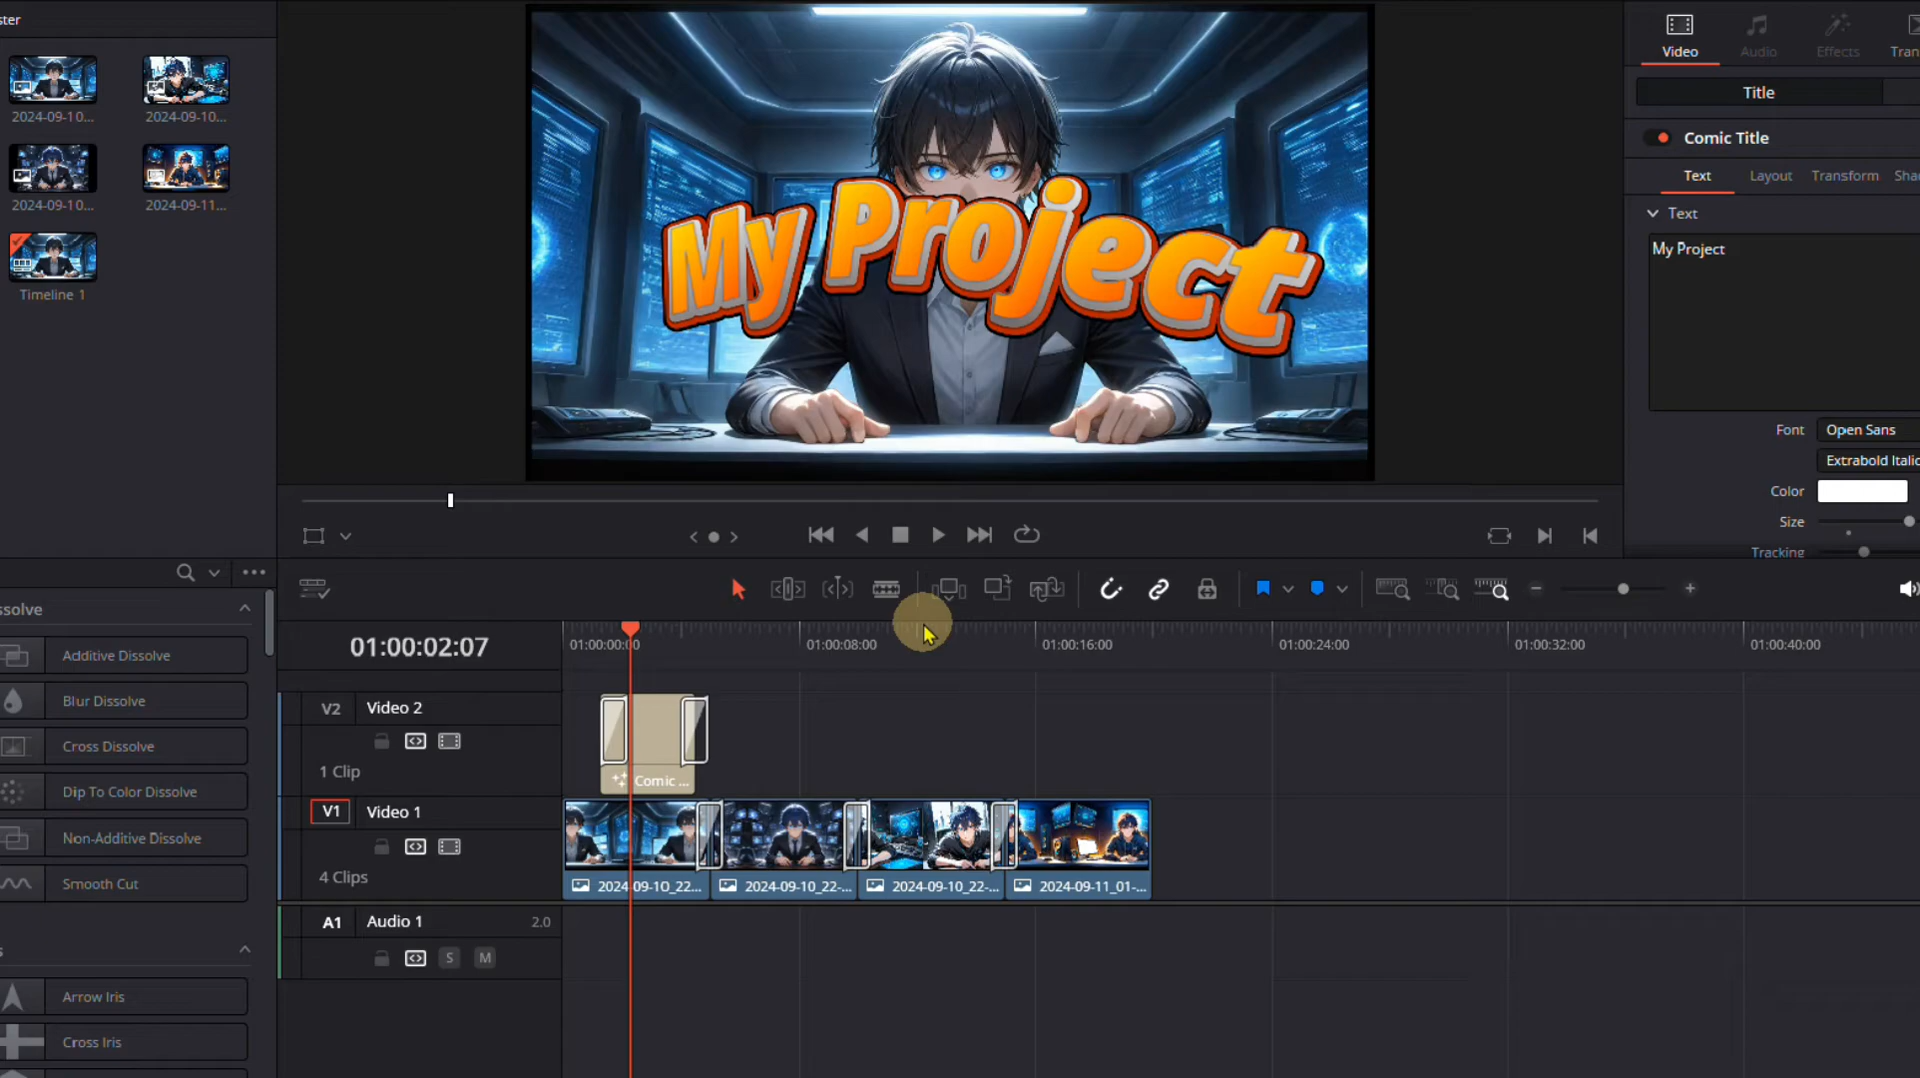 ster
2024-09-10...
2024-09-10...
2024-09-10...
2024-09-11...
Timeline 1
My Project
Video
Audio
Effects
Tran
Title
Comic Title
Text
Layout
Transform
Sha
Text
My Project
Font
Open Sans
Extrabold Italic
Color
Size
Tracking
ssolve
Additive Dissolve
Blur Dissolve
Cross Dissolve
Dip To Color Dissolve
Non-Additive Dissolve
Smooth Cut
s
Arrow Iris
Cross Iris
01:00:02:07
01:00:00:00
01:00:08:00
01:00:16:00
01:00:24:00
01:00:32:00
01:00:40:00
V2
Video 2
1 Clip
Comic ...
V1
Video 1
4 Clips
2024-09-10_22...
2024-09-10_22-...
2024-09-10_22-...
2024-09-11_01-...
A1
Audio 1
2.0
S
M